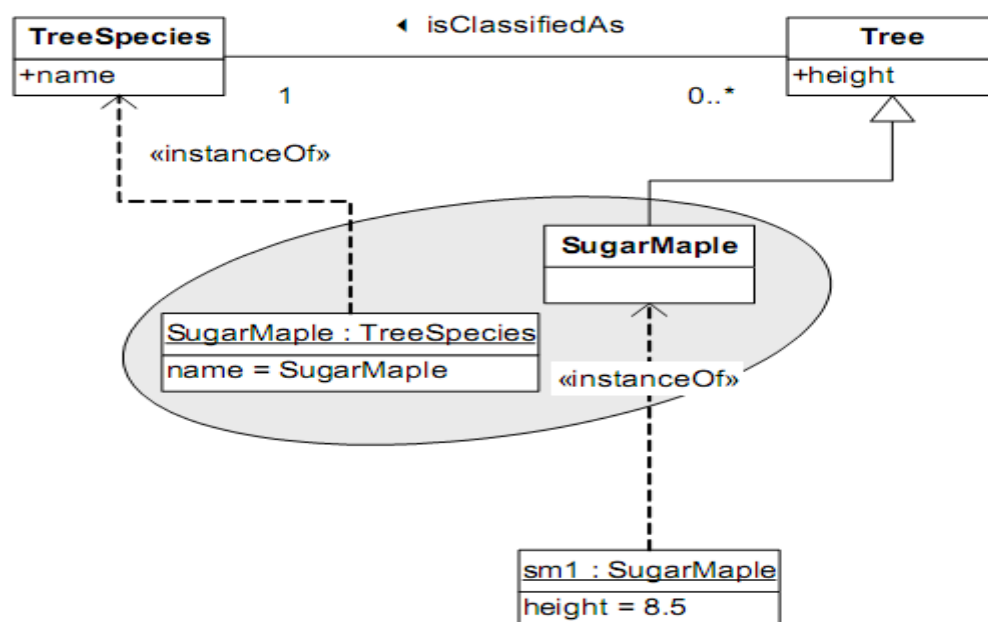 TreeSpecies
+name
◄ isClassifiedAs
Tree
+height
1
0..*
«instanceOf»
SugarMaple
SugarMaple : TreeSpecies
name = SugarMaple
«instanceOf»
sm1 : SugarMaple
height = 8.5